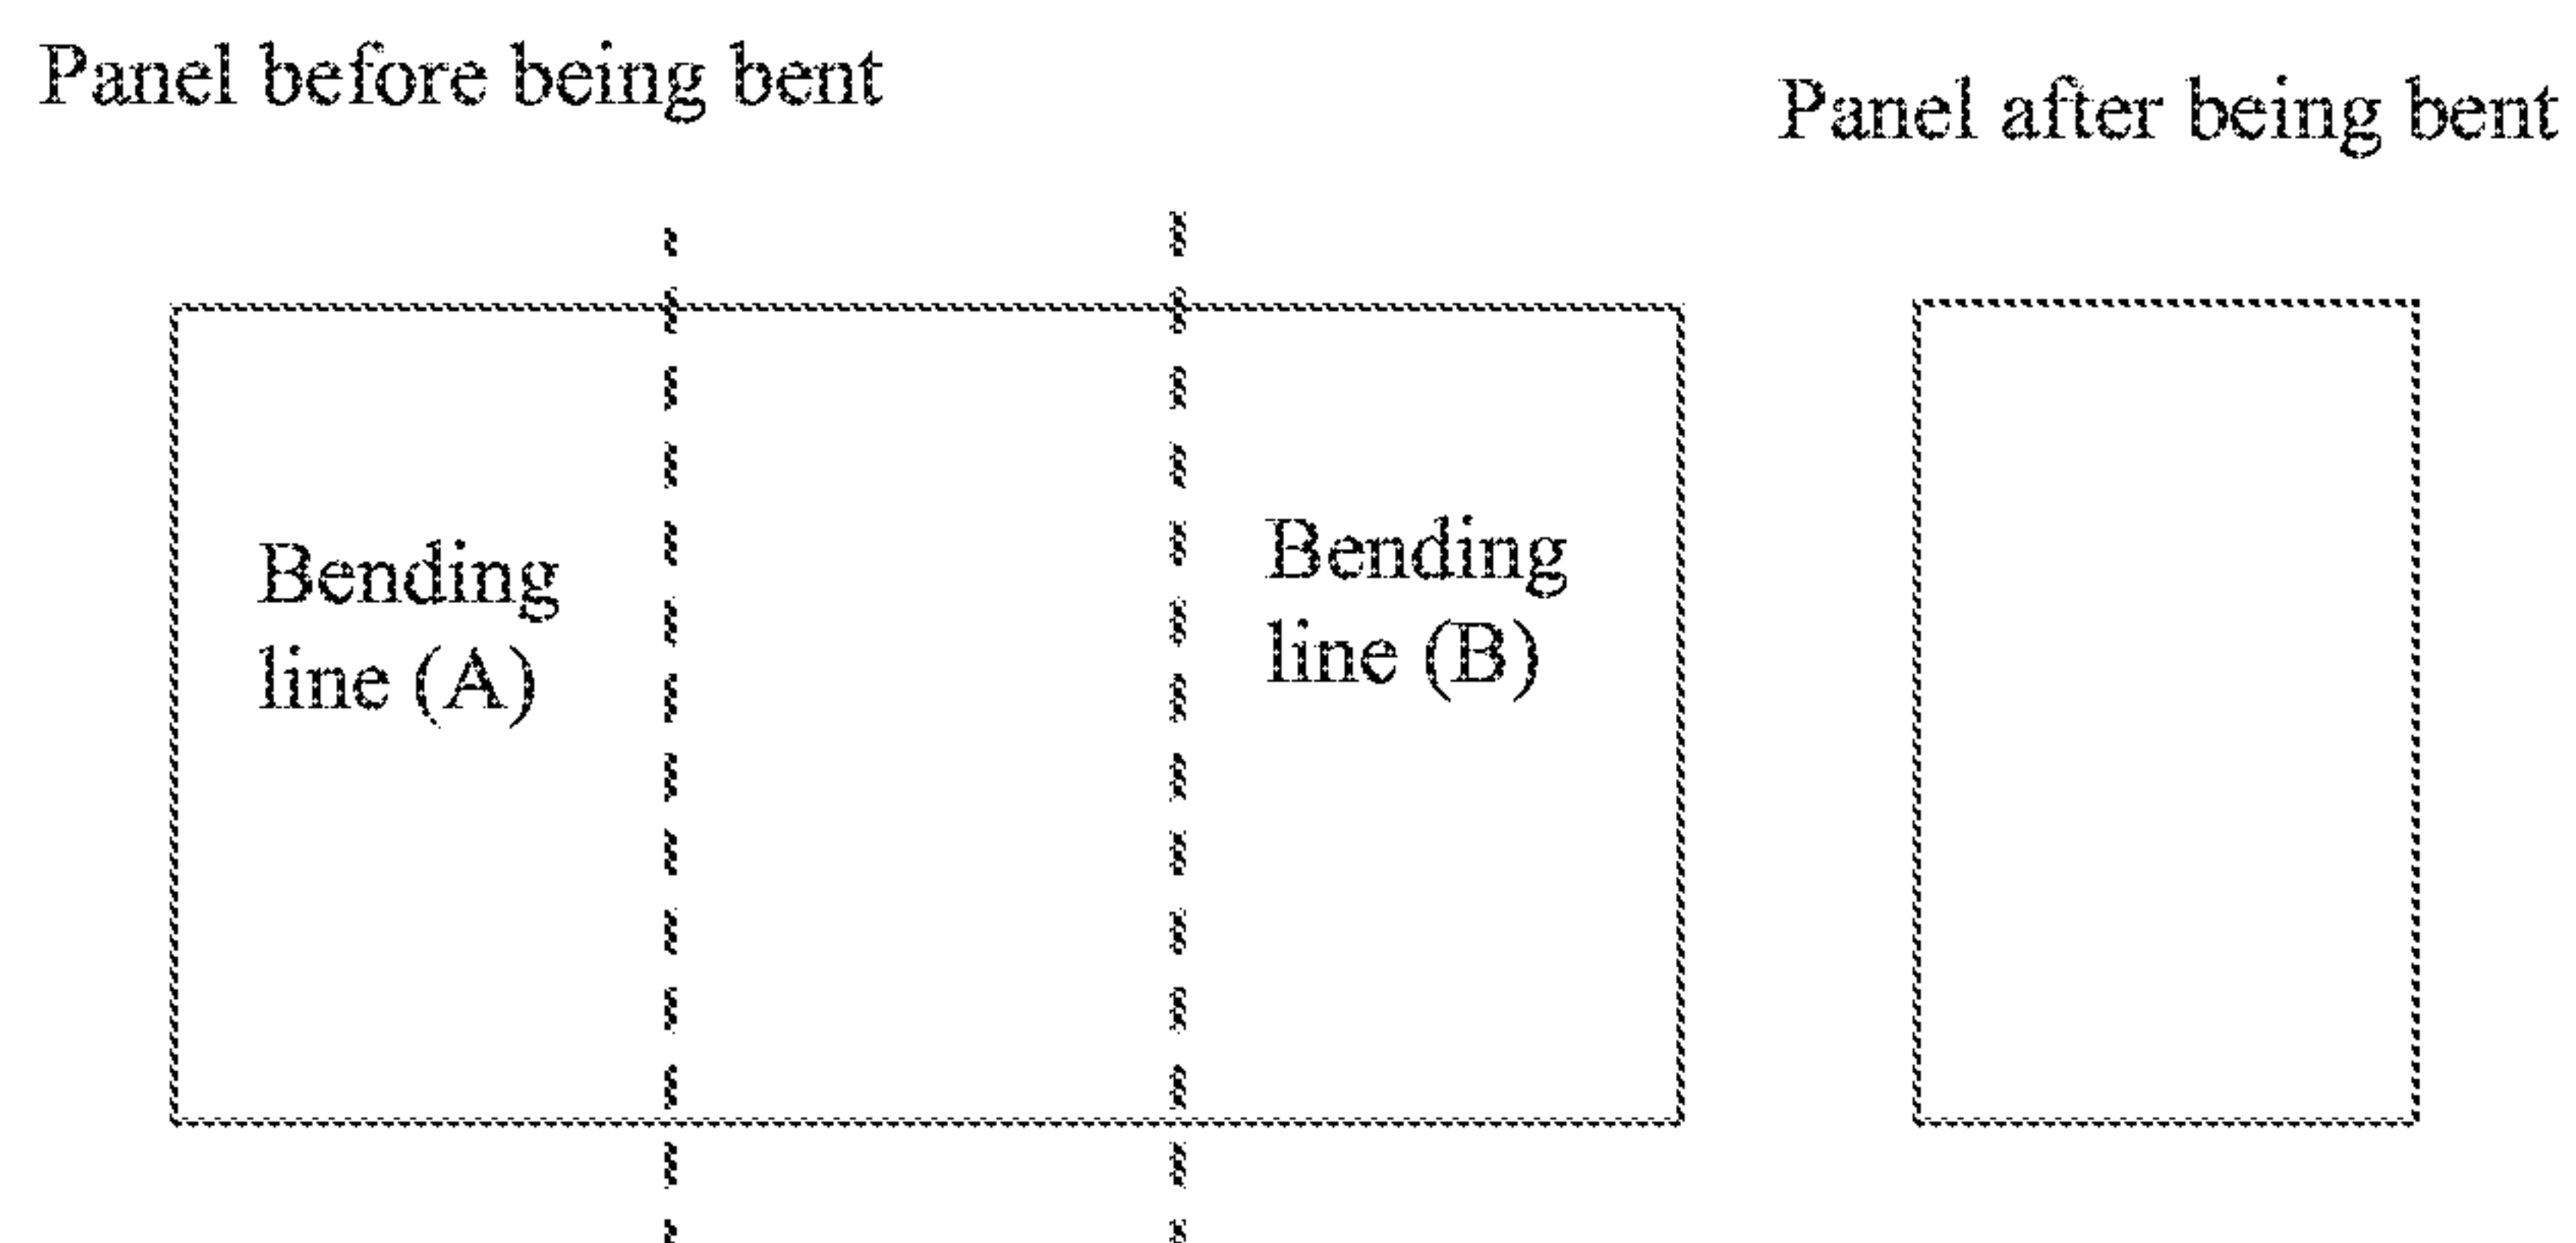 Panel before being bent
Panel after being bent
Bending
line (A)
Bending
line (B)